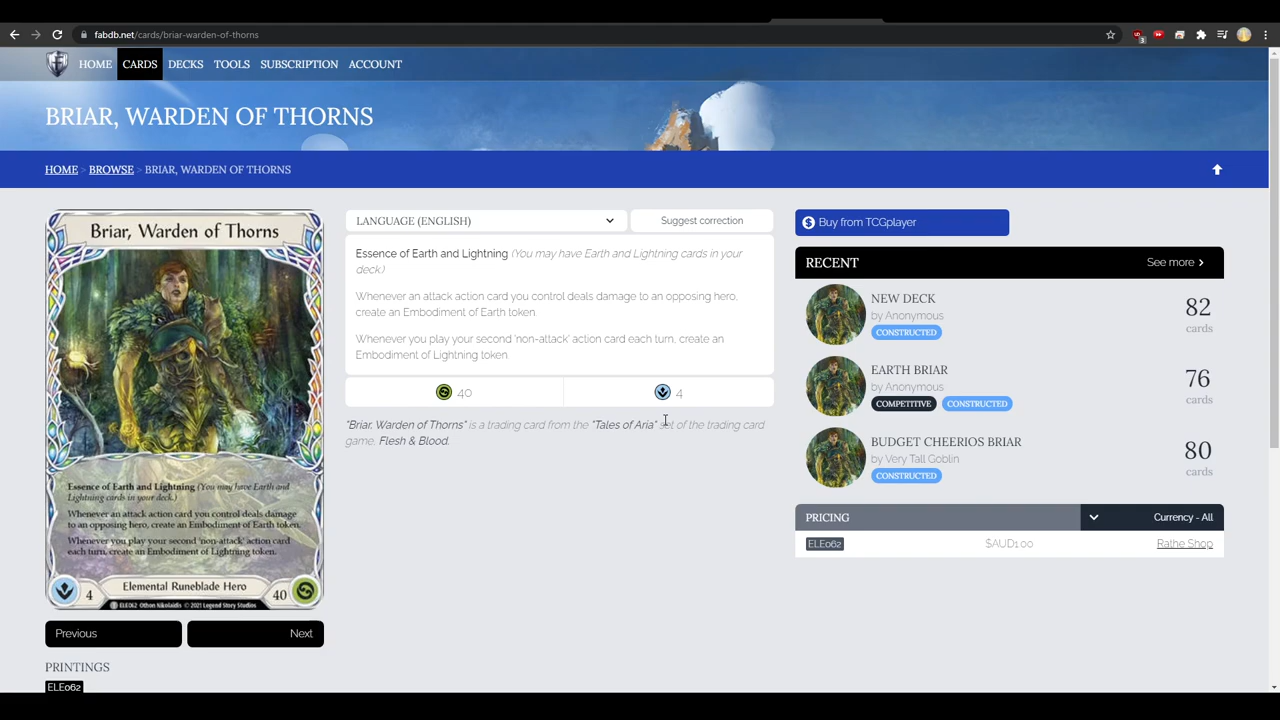 fabdb.net/cards/briar-warden-of-thorns
3
HOME CARDS DECKS TOOLS SUBSCRIPTION ACCOUNT
BRIAR, WARDEN OF THORNS
HOME > BROWSE > BRIAR, WARDEN OF THORNS
Briar, Warden of Thorns
Essence of Earth and Lightning (You may have Earth and
Lightning cards in your deck.)
Whenever an attack action card you control deals damage
to an opposing hero, create an Embodiment of Earth token.
Whenever you play your second 'non-attack' action card
each turn, create an Embodiment of Lightning token.
4 Elemental Runeblade Hero 40
ELE062 Othon Nikolaidis © 2021 Legend Story Studios
Previous Next
PRINTINGS
ELE062
LANGUAGE (ENGLISH) Suggest correction
Essence of Earth and Lightning (You may have Earth and Lightning cards in your
deck.)
Whenever an attack action card you control deals damage to an opposing hero,
create an Embodiment of Earth token.
Whenever you play your second 'non-attack' action card each turn, create an
Embodiment of Lightning token.
40 4
"Briar, Warden of Thorns" is a trading card from the "Tales of Aria" set of the trading card
game, Flesh & Blood.
$ Buy from TCGplayer
RECENT See more >
NEW DECK
by Anonymous
CONSTRUCTED
82
cards
EARTH BRIAR
by Anonymous
COMPETITIVE CONSTRUCTED
76
cards
BUDGET CHEERIOS BRIAR
by Very Tall Goblin
CONSTRUCTED
80
cards
PRICING Currency - All
ELE062 $AUD1.00 Rathe Shop